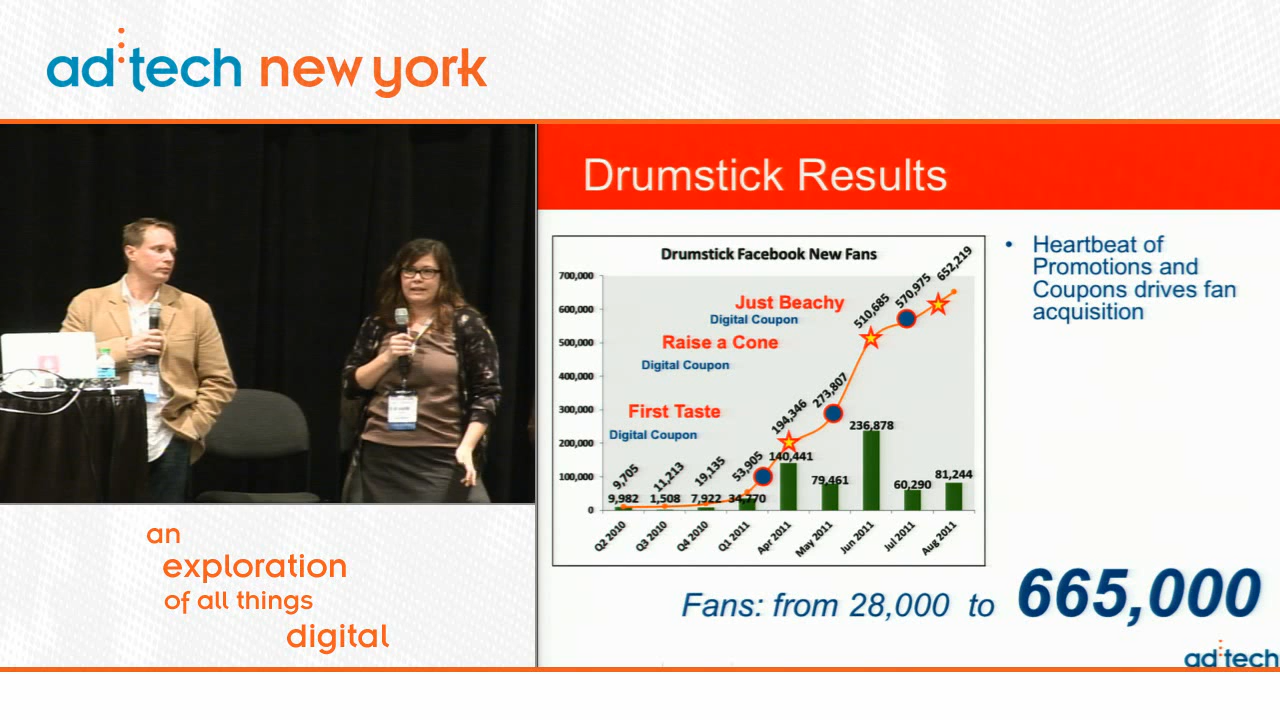 ad:tech new york
Drumstick Results
Drumstick Facebook New Fans
700,000
600,000
500,000
400,000
300,000
200,000
100,000
0
Just Beachy
Digital Coupon
Raise a Cone
Digital Coupon
First Taste
Digital Coupon
9,705
11,213
19,135
53,905
194,346
273,807
510,685
570,975
652,219
9,982
1,508
7,922
34,770
140,441
79,461
236,878
60,290
81,244
Q2 2010
Q3 2010
Q4 2010
Q1 2011
Apr 2011
May 2011
Jun 2011
Jul 2011
Aug 2011
• Heartbeat of
Promotions and
Coupons drives fan
acquisition
Fans: from 28,000 to 665,000
ad:tech
an
exploration
of all things
digital